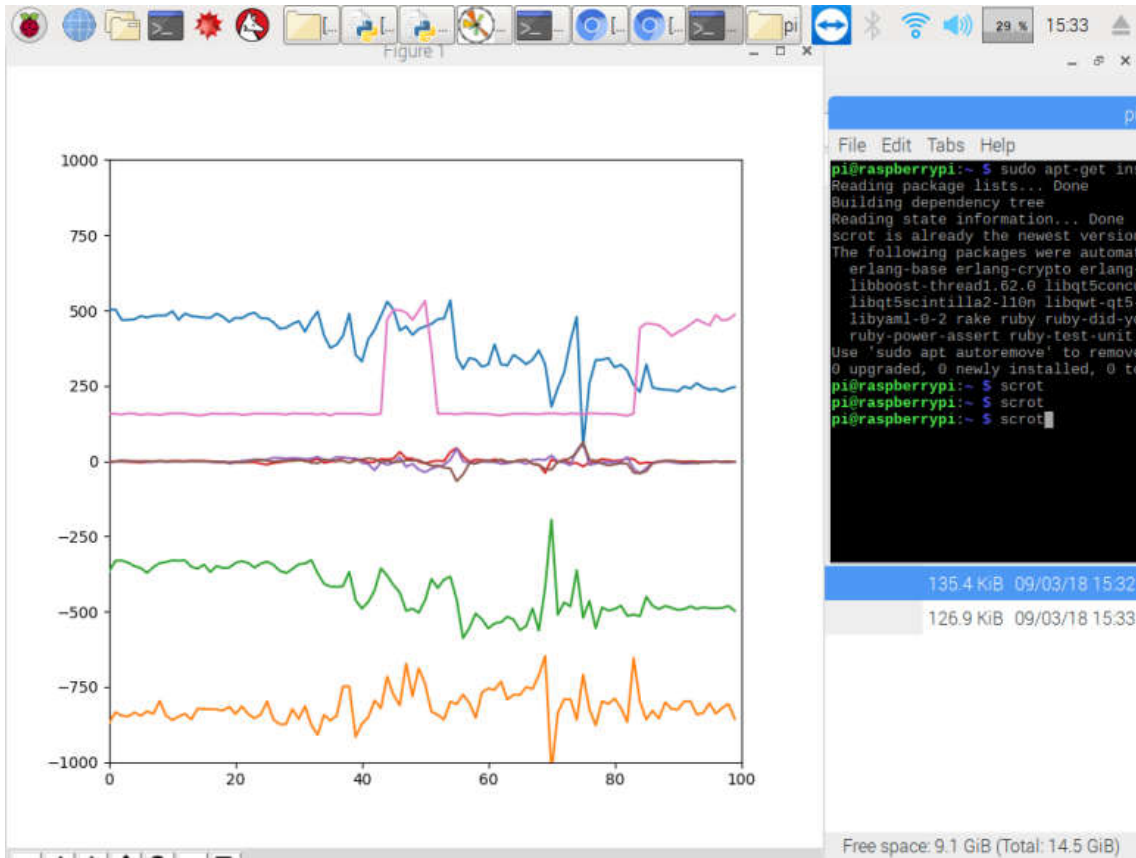 [... [... [... ... ... [... [... ... pi 29 % 15:33
Figure 1
1000
750
500
250
0
−250
−500
−750
−1000
0 20 40 60 80 100
File Edit Tabs Help
pi@raspberrypi:~ $ sudo apt-get ins
Reading package lists... Done
Building dependency tree
Reading state information... Done
scrot is already the newest version
The following packages were automat
erlang-base erlang-crypto erlang-
libboost-thread1.62.0 libqt5concu
libqt5scintilla2-l10n libqwt-qt5
libyaml-0-2 rake ruby ruby-did-yo
ruby-power-assert ruby-test-unit
Use 'sudo apt autoremove' to remove
0 upgraded, 0 newly installed, 0 to
pi@raspberrypi:~ $ scrot
pi@raspberrypi:~ $ scrot
pi@raspberrypi:~ $ scrot
135.4 KiB 09/03/18 15:32
126.9 KiB 09/03/18 15:33
Free space: 9.1 GiB (Total: 14.5 GiB)